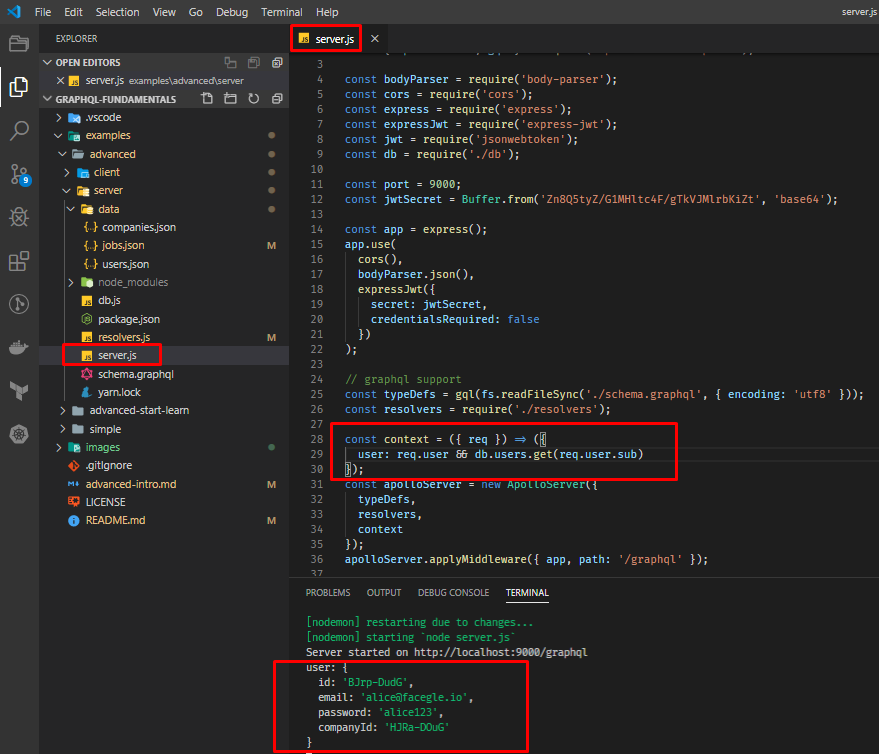 File Edit Selection View Go Debug Terminal Help server.js
EXPLORER
OPEN EDITORS
server.js examples\advanced\server
GRAPHQL-FUNDAMENTALS
.vscode
examples
advanced
client
server
data
{..} companies.json
{..} jobs.json M
{..} users.json
node_modules
db.js
package.json
resolvers.js M
server.js
schema.graphql
yarn.lock
advanced-start-learn
simple
images
.gitignore
advanced-intro.md M
LICENSE
README.md M
9
JS server.js
3
4 const bodyParser = require('body-parser');
5 const cors = require('cors');
6 const express = require('express');
7 const expressJwt = require('express-jwt');
8 const jwt = require('jsonwebtoken');
9 const db = require('./db');
10
11 const port = 9000;
12 const jwtSecret = Buffer.from('Zn8Q5tyZ/G1MHltc4F/gTkVJMlrbKiZt', 'base64');
13
14 const app = express();
15 app.use(
16 cors(),
17 bodyParser.json(),
18 expressJwt({
19 secret: jwtSecret,
20 credentialsRequired: false
21 })
22 );
23
24 // graphql support
25 const typeDefs = gql(fs.readFileSync('./schema.graphql', { encoding: 'utf8' }));
26 const resolvers = require('./resolvers');
27
28 const context = ({ req }) => ({
29 user: req.user && db.users.get(req.user.sub)
30 });
31 const apolloServer = new ApolloServer({
32 typeDefs,
33 resolvers,
34 context
35 });
36 apolloServer.applyMiddleware({ app, path: '/graphql' });
37
PROBLEMS OUTPUT DEBUG CONSOLE TERMINAL
[nodemon] restarting due to changes...
[nodemon] starting `node server.js`
Server started on http://localhost:9000/graphql
user: {
id: 'BJrp-DudG',
email: 'alice@facegle.io',
password: 'alice123',
companyId: 'HJRa-DOuG'
}